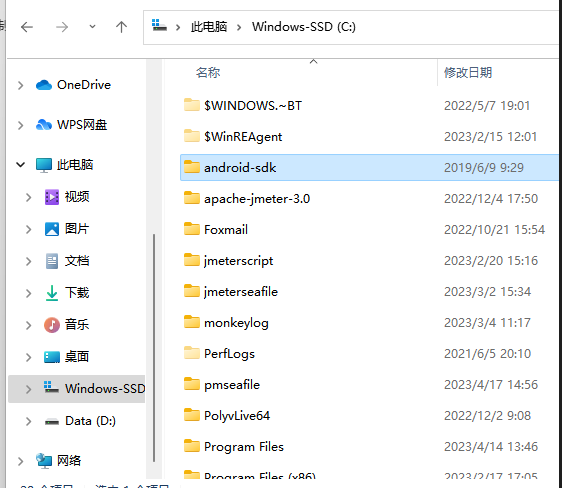 此电脑 > Windows-SSD (C:)
名称 修改日期
OneDrive
WPS网盘
此电脑
视频
图片
文档
下载
音乐
桌面
Windows-SSD
Data (D:)
网络
$WINDOWS.~BT 2022/5/7 19:01
$WinREAgent 2023/2/15 12:01
android-sdk 2019/6/9 9:29
apache-jmeter-3.0 2022/12/4 17:50
Foxmail 2022/10/21 15:54
jmeterscript 2023/2/20 15:16
jmeterseafile 2023/3/2 15:34
monkeylog 2023/3/4 11:17
PerfLogs 2021/6/5 20:10
pmseafile 2023/4/17 14:56
PolyvLive64 2022/12/2 9:08
Program Files 2023/4/14 13:46
Program Files (x86) 2023/2/17 17:05